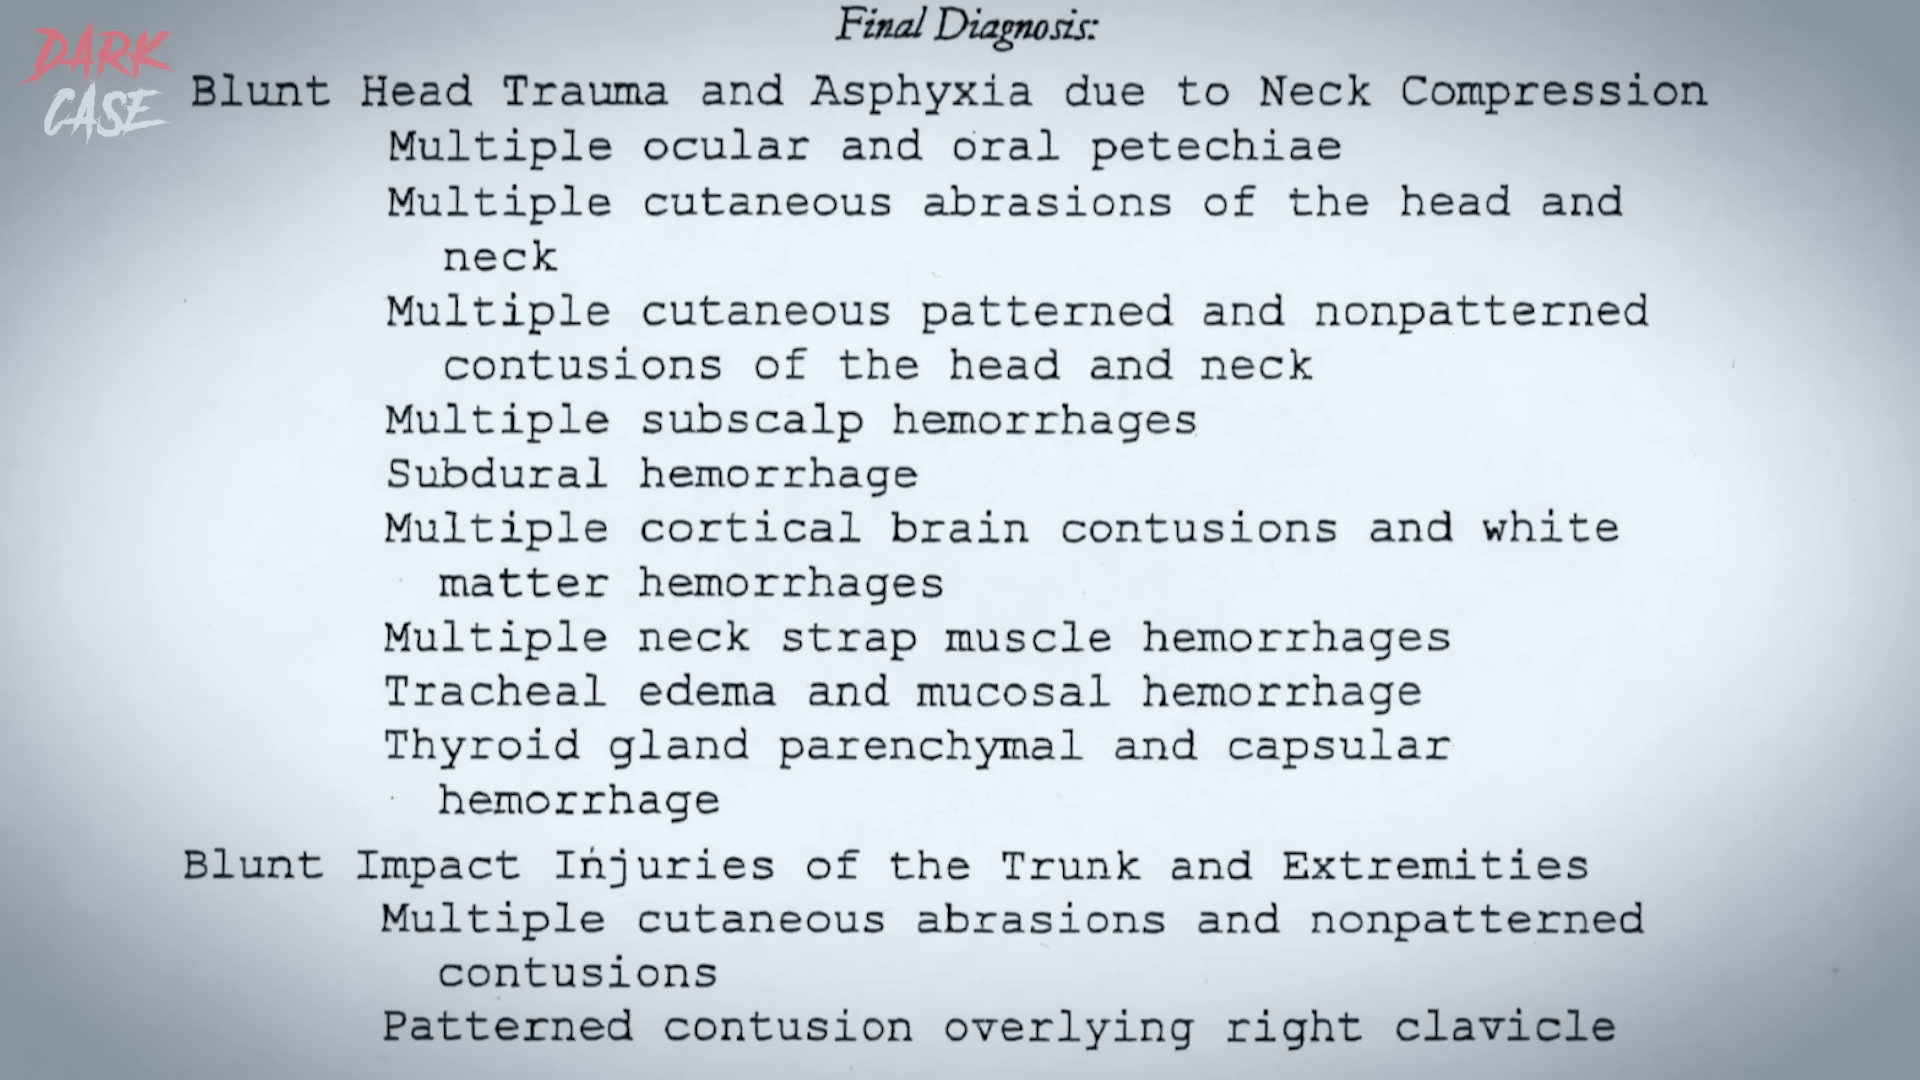 DARK
CASE
Final Diagnosis:
Blunt Head Trauma and Asphyxia due to Neck Compression
Multiple ocular and oral petechiae
Multiple cutaneous abrasions of the head and
neck
Multiple cutaneous patterned and nonpatterned
contusions of the head and neck
Multiple subscalp hemorrhages
Subdural hemorrhage
Multiple cortical brain contusions and white
matter hemorrhages
Multiple neck strap muscle hemorrhages
Tracheal edema and mucosal hemorrhage
Thyroid gland parenchymal and capsular
hemorrhage
Blunt Impact Injuries of the Trunk and Extremities
Multiple cutaneous abrasions and nonpatterned
contusions
Patterned contusion overlying right clavicle